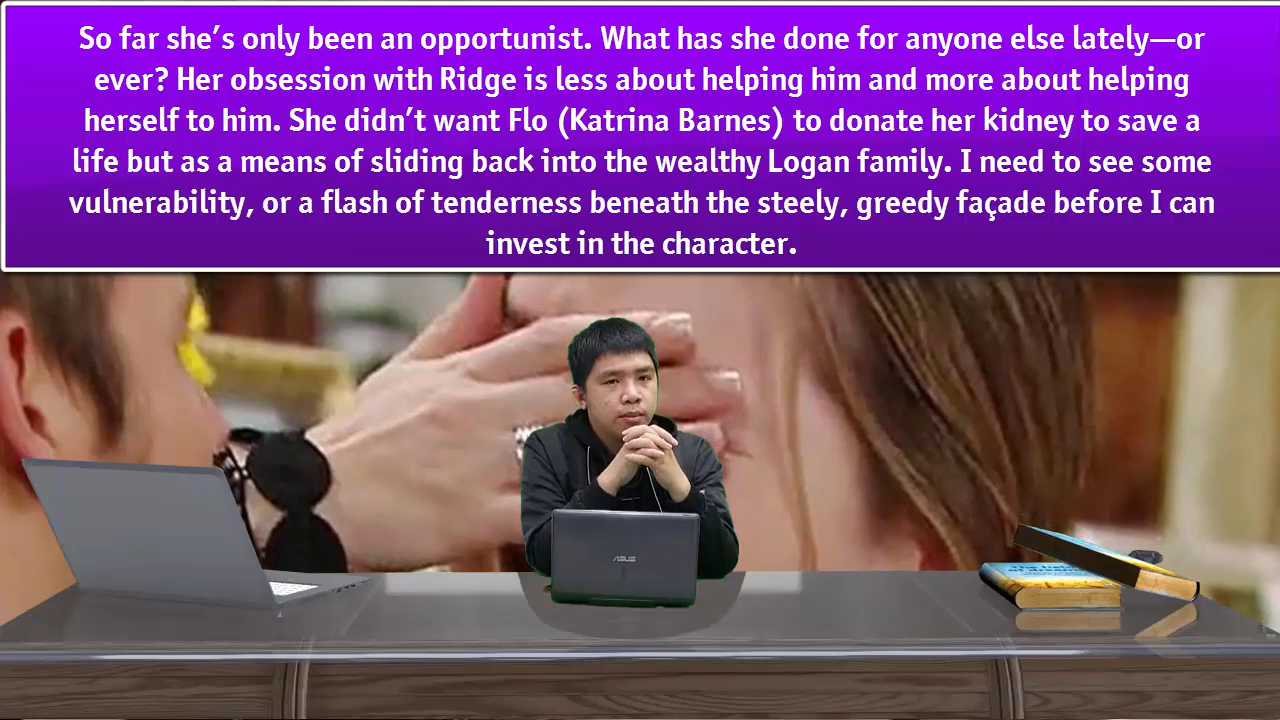 So far she’s only been an opportunist. What has she done for anyone else lately—or
ever? Her obsession with Ridge is less about helping him and more about helping
herself to him. She didn’t want Flo (Katrina Barnes) to donate her kidney to save a
life but as a means of sliding back into the wealthy Logan family. I need to see some
vulnerability, or a flash of tenderness beneath the steely, greedy façade before I can
invest in the character.
ASUS